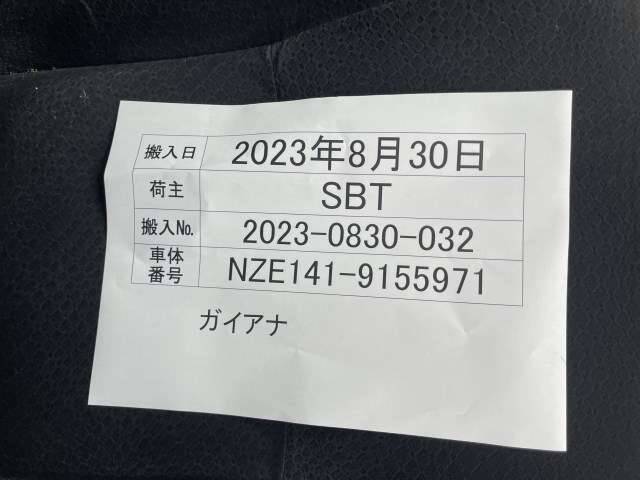 搬入日 2023年8月30日
荷主 SBT
搬入No. 2023-0830-032
車体
番号 NZE141-9155971
ガイアナ